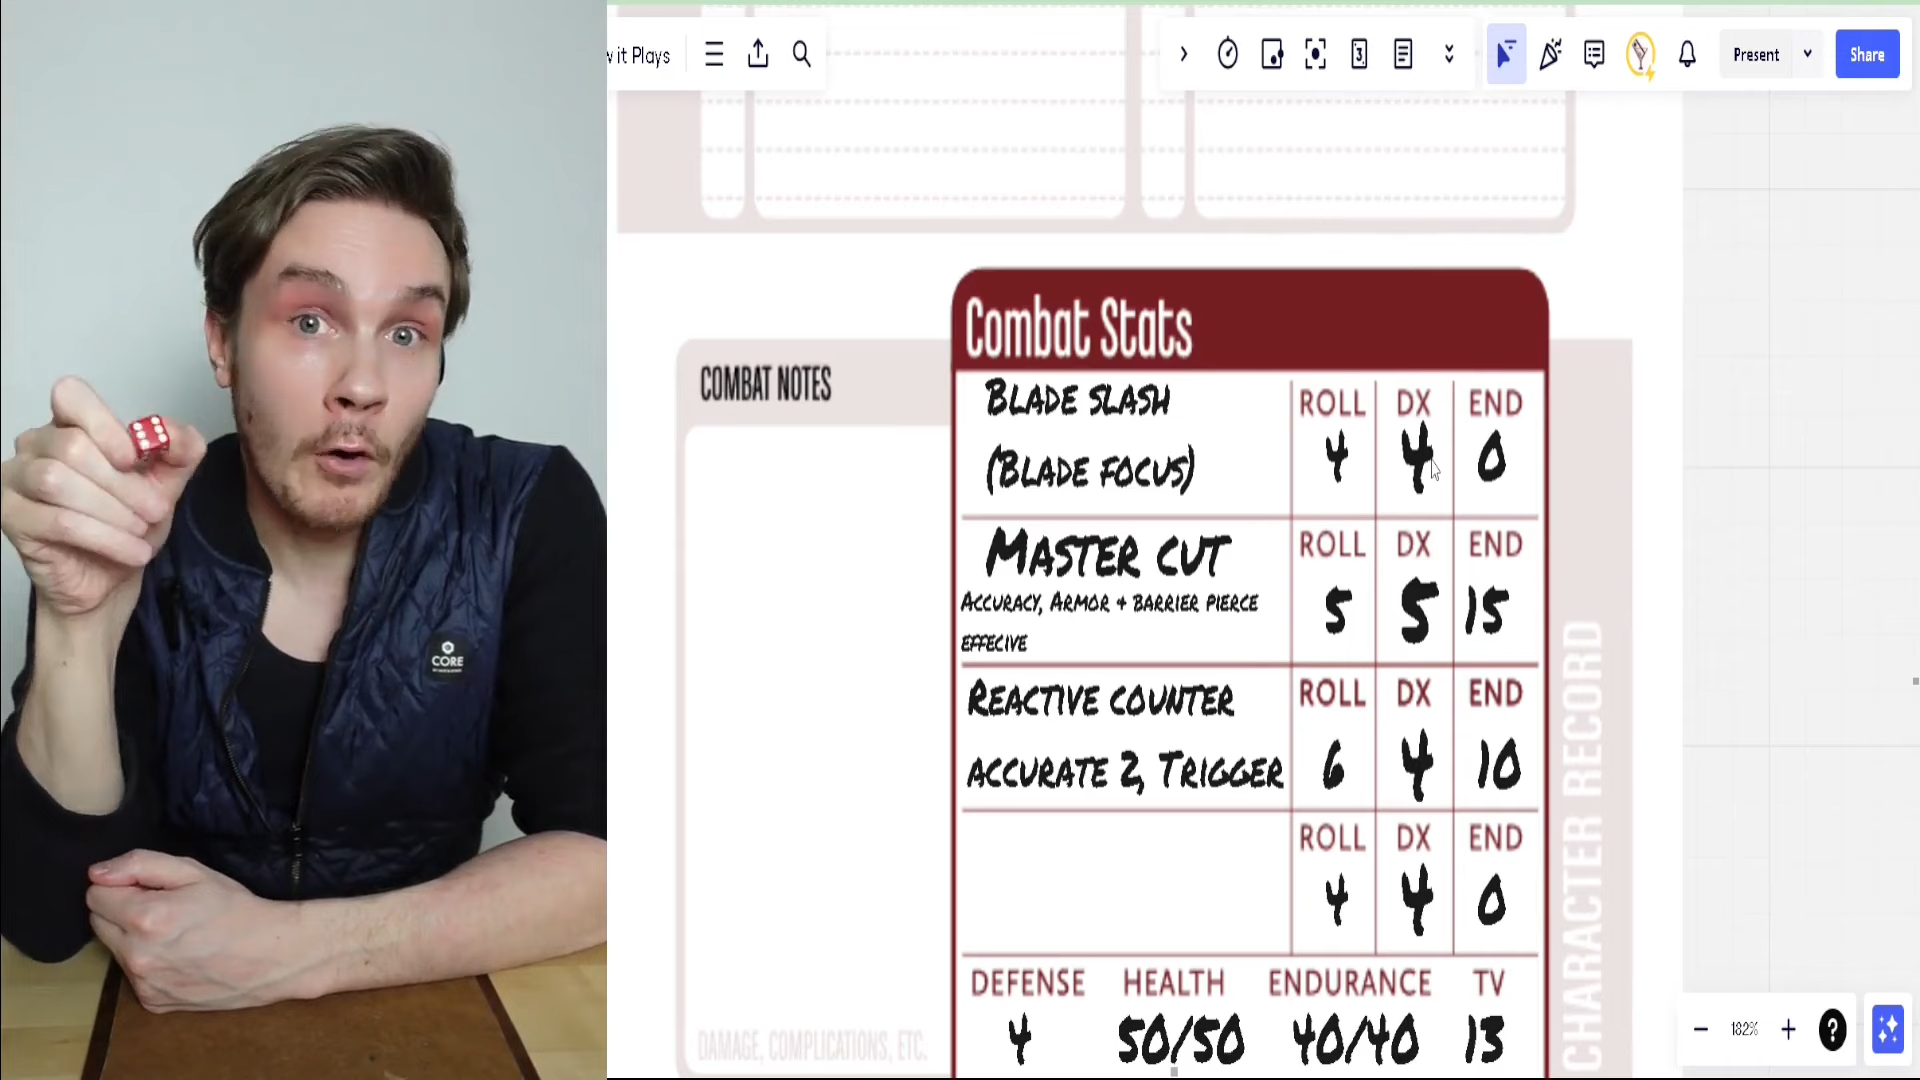 v it Plays
3
Present
Share
Combat Stats
COMBAT NOTES
BLADE SLASH
(BLADE FOCUS)
ROLL DX END
4 4 0
MASTER CUT
ACCURACY, ARMOR + BARRIER PIERCE
EFFECIVE
ROLL DX END
5 5 15
REACTIVE COUNTER
ACCURATE 2, TRIGGER
ROLL DX END
6 4 10
ROLL DX END
4 4 0
DEFENSE HEALTH ENDURANCE TV
4 50/50 40/40 13
DAMAGE, COMPLICATIONS, ETC.
CHARACTER RECORD
182%
?
CORE